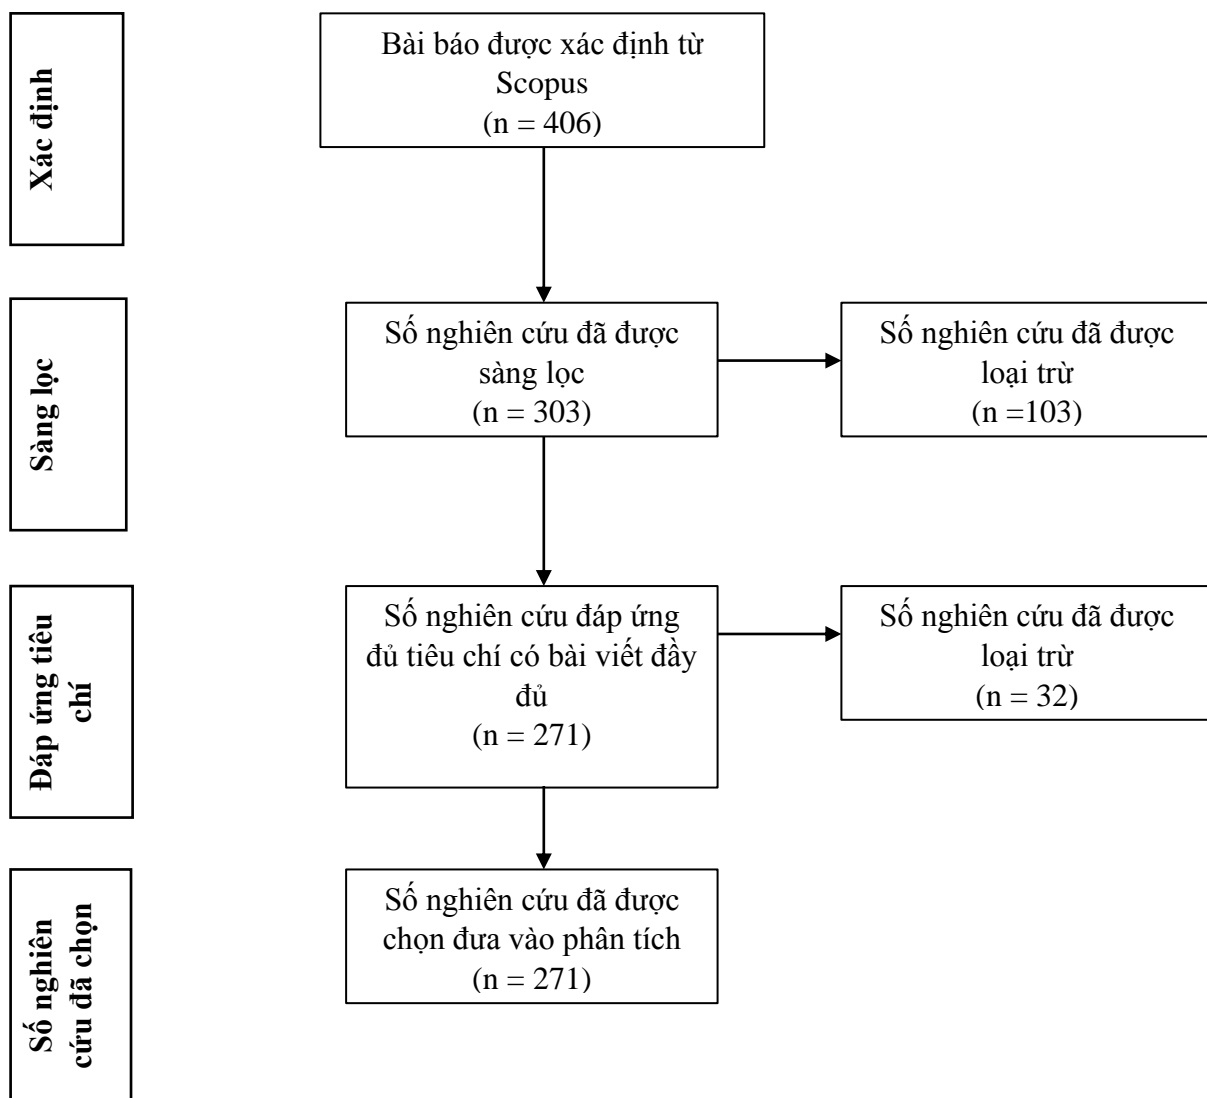 Xác định
Bài báo được xác định từ
Scopus
(n = 406)
Sàng lọc
Số nghiên cứu đã được
sàng lọc
(n = 303)
Số nghiên cứu đã được
loại trừ
(n =103)
Đáp ứng tiêu
chí
Số nghiên cứu đáp ứng
đủ tiêu chí có bài viết đầy
đủ
(n = 271)
Số nghiên cứu đã được
loại trừ
(n = 32)
Số nghiên
cứu đã chọn
Số nghiên cứu đã được
chọn đưa vào phân tích
(n = 271)